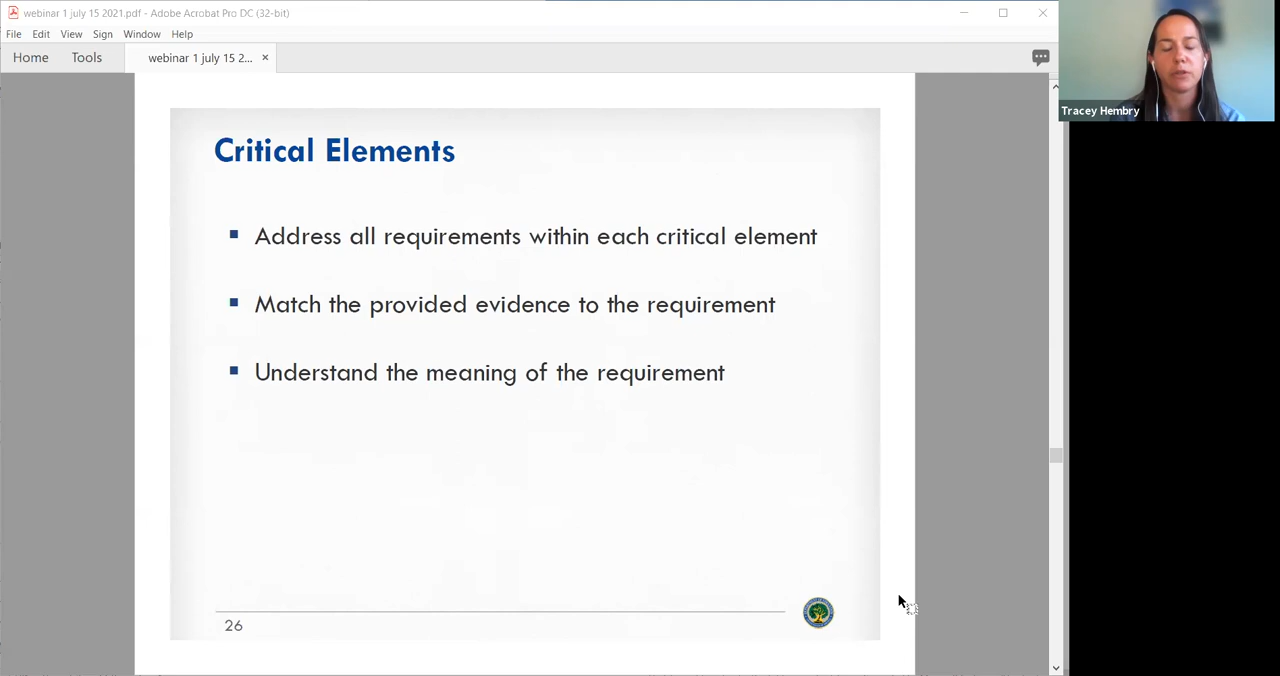 webinar 1 july 15 2021.pdf - Adobe Acrobat Pro DC (32-bit)
File Edit View Sign Window Help
Home Tools webinar 1 july 15 2... ×
Tracey Hembry
Critical Elements
Address all requirements within each critical element
Match the provided evidence to the requirement
Understand the meaning of the requirement
26